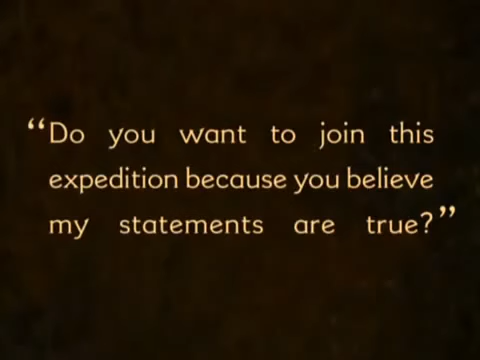 “Do you want to join this
expedition because you believe
my statements are true?”